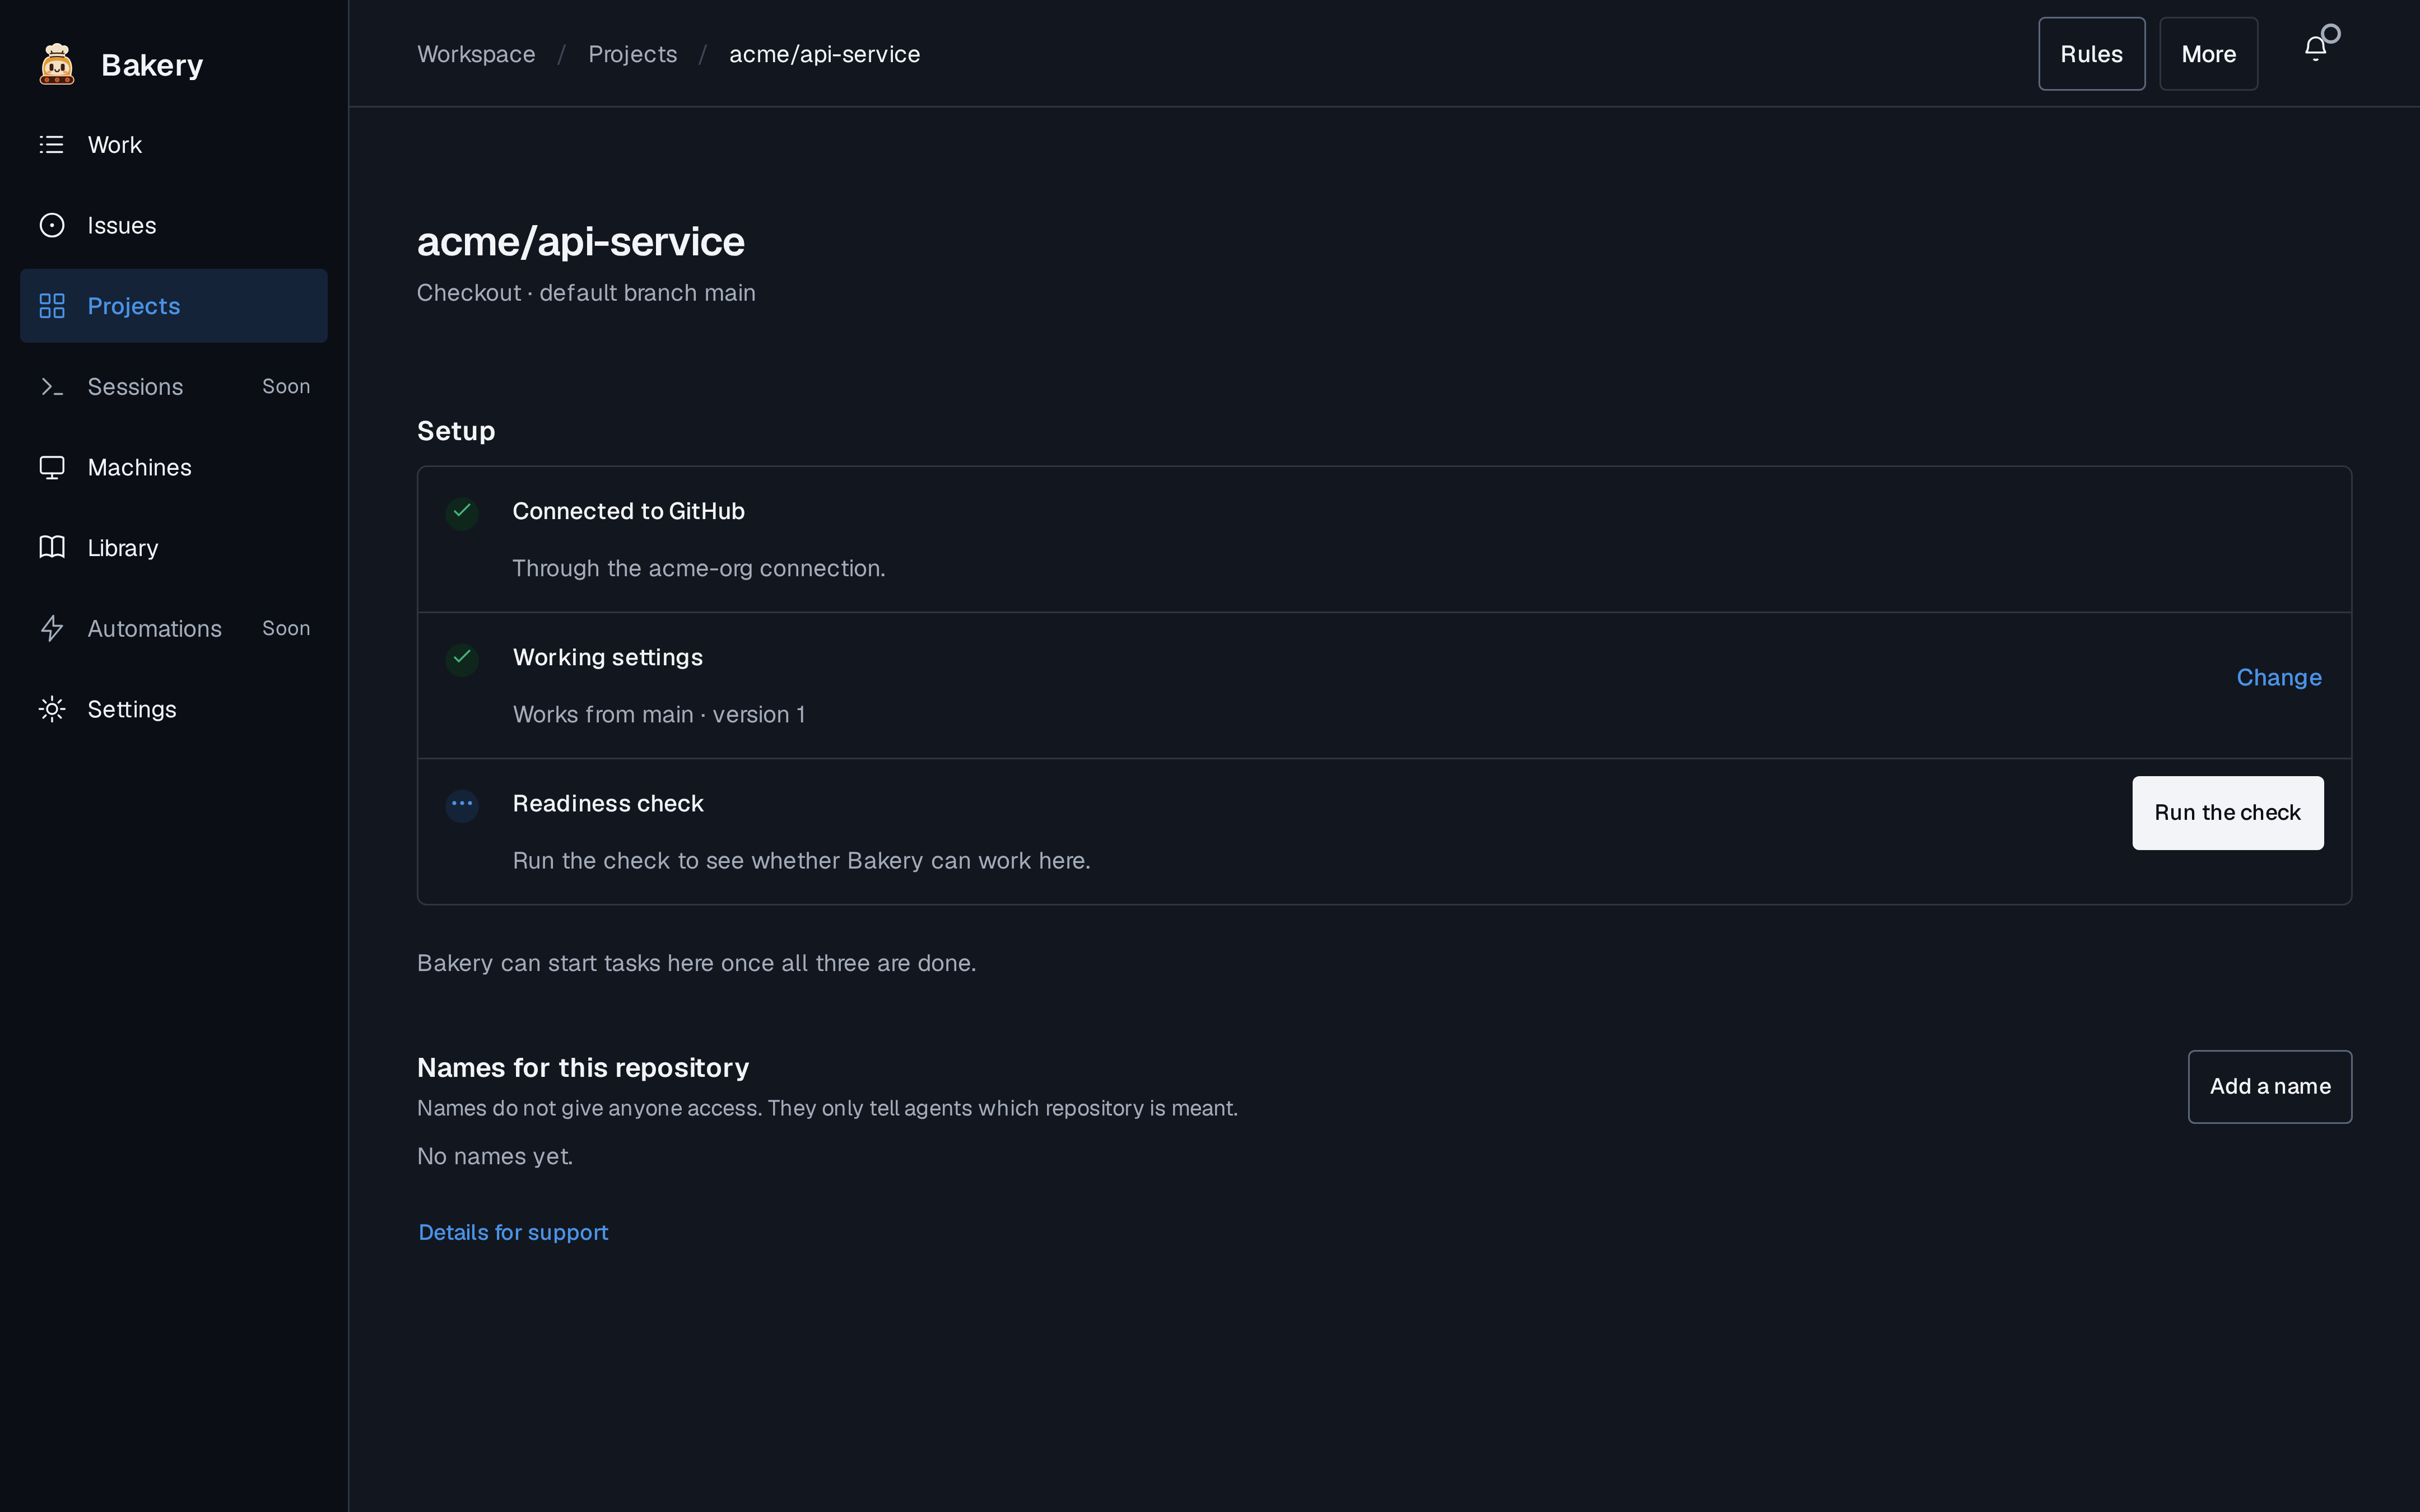 Bakery
Work
Issues
Projects
Sessions Soon
Machines
Library
Automations Soon
Settings
Workspace / Projects / acme/api-service
Rules
More
acme/api-service
Checkout · default branch main
Setup
Connected to GitHub
Through the acme-org connection.
Working settings
Works from main · version 1
Change
Readiness check
Run the check to see whether Bakery can work here.
Run the check
Bakery can start tasks here once all three are done.
Names for this repository
Names do not give anyone access. They only tell agents which repository is meant.
Add a name
No names yet.
Details for support